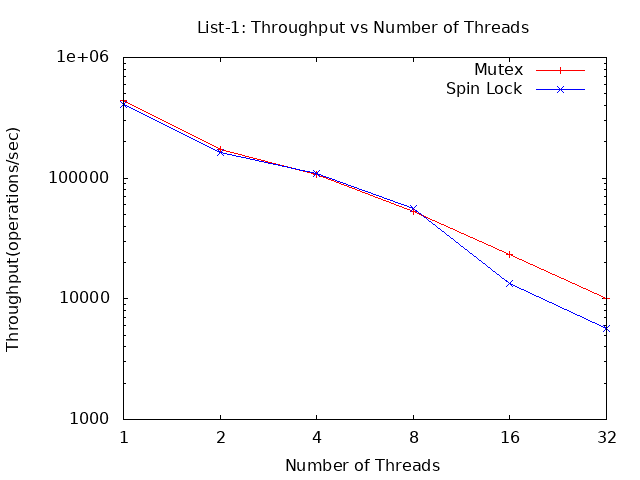 List-1: Throughput vs Number of Threads
Mutex
Spin Lock
Throughput(operations/sec)
1e+06
100000
10000
1000
1 2 4 8 16 32
Number of Threads